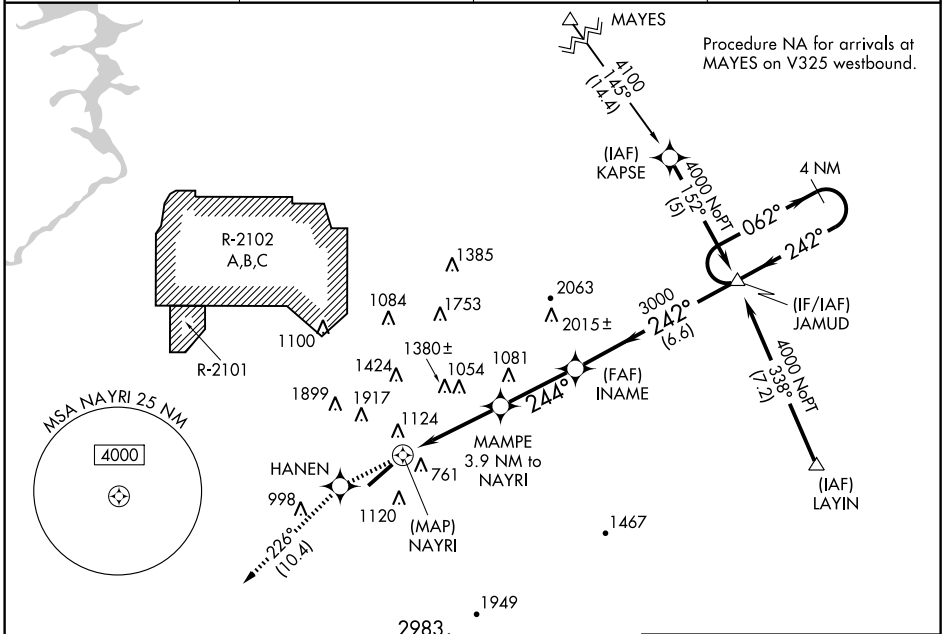 MAYES
Procedure NA for arrivals at
MAYES on V325 westbound.
4100
145°
(14.4)
(IAF)
KAPSE
4000 NoPT
152°
(5)
4 NM
062°
242°
R-2102
A,B,C
R-2101
1385
1084
1753
1100
2063
2015±
3000
242°
(6.6)
(IF/IAF)
JAMUD
1380±
1424
1054
1081
(FAF)
INAME
244°
4000 NoPT
338°
(7.2)
1899
1917
1124
MAMPE
3.9 NM to
NAYRI
MSA NAYRI 25 NM
4000
HANEN
761
998
1120
(MAP)
NAYRI
(IAF)
LAYIN
226°
(10.4)
1467
1949
2983